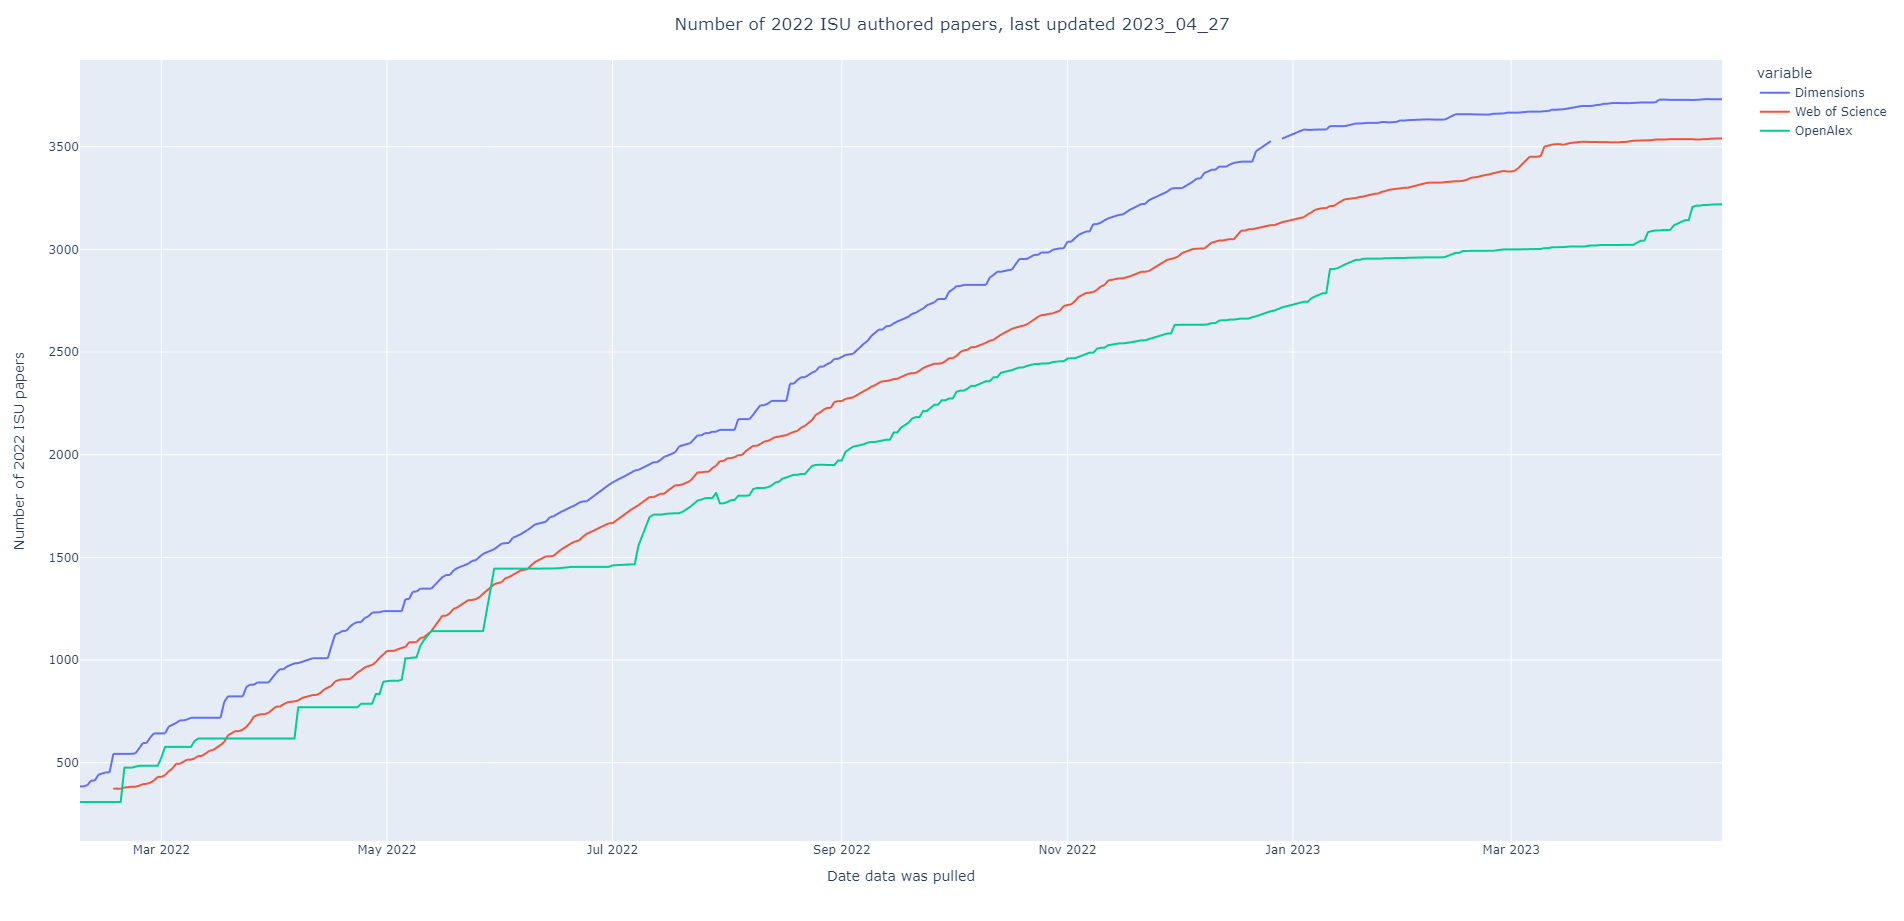 Number of 2022 ISU authored papers, last updated 2023_04_27
variable
Dimensions
Web of Science
OpenAlex
3500
3000
2500
2000
1500
1000
500
Number of 2022 ISU papers
Mar 2022
May 2022
Jul 2022
Sep 2022
Nov 2022
Jan 2023
Mar 2023
Date data was pulled